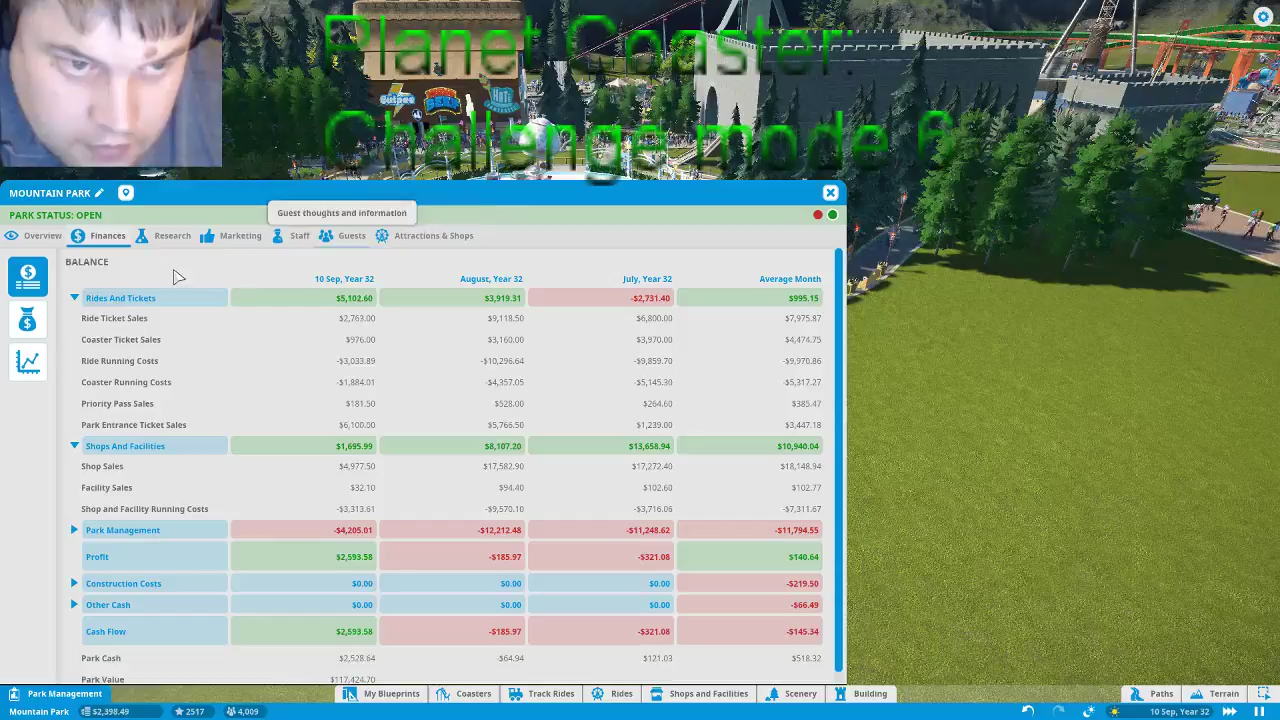 Planet Coaster:
Challenge mode 6
Gulpee
BEEF
HATS
FANTASTIC
MOUNTAIN PARK
PARK STATUS: OPEN
Guest thoughts and information
Overview Finances Research Marketing Staff Guests Attractions & Shops
BALANCE
10 Sep, Year 32 August, Year 32 July, Year 32 Average Month
Rides And Tickets $5,102.60 $3,919.31 -$2,731.40 $995.15
Ride Ticket Sales $2,763.00 $9,118.50 $6,800.00 $7,975.87
Coaster Ticket Sales $976.00 $3,160.00 $3,970.00 $4,474.75
Ride Running Costs -$3,033.89 -$10,296.64 -$9,859.70 -$9,970.86
Coaster Running Costs -$1,884.01 -$4,357.05 -$5,145.30 -$5,317.27
Priority Pass Sales $181.50 $528.00 $264.60 $385.47
Park Entrance Ticket Sales $6,100.00 $5,766.50 $1,239.00 $3,447.18
Shops And Facilities $1,695.99 $8,107.20 $13,658.94 $10,940.04
Shop Sales $4,977.50 $17,582.90 $17,272.40 $18,148.94
Facility Sales $32.10 $94.40 $102.60 $102.77
Shop and Facility Running Costs -$3,313.61 -$9,570.10 -$3,716.06 -$7,311.67
Park Management -$4,205.01 -$12,212.48 -$11,248.62 -$11,794.55
Profit $2,593.58 -$185.97 -$321.08 $140.64
Construction Costs $0.00 $0.00 $0.00 -$219.50
Other Cash $0.00 $0.00 $0.00 -$66.49
Cash Flow $2,593.58 -$185.97 -$321.08 -$145.34
Park Cash $2,528.64 -$64.94 $121.03 $518.32
Park Value $117,424.70
Park Management My Blueprints Coasters Track Rides Rides Shops and Facilities Scenery Building Paths Terrain
Mountain Park $2,398.49 2517 4,009 10 Sep, Year 32